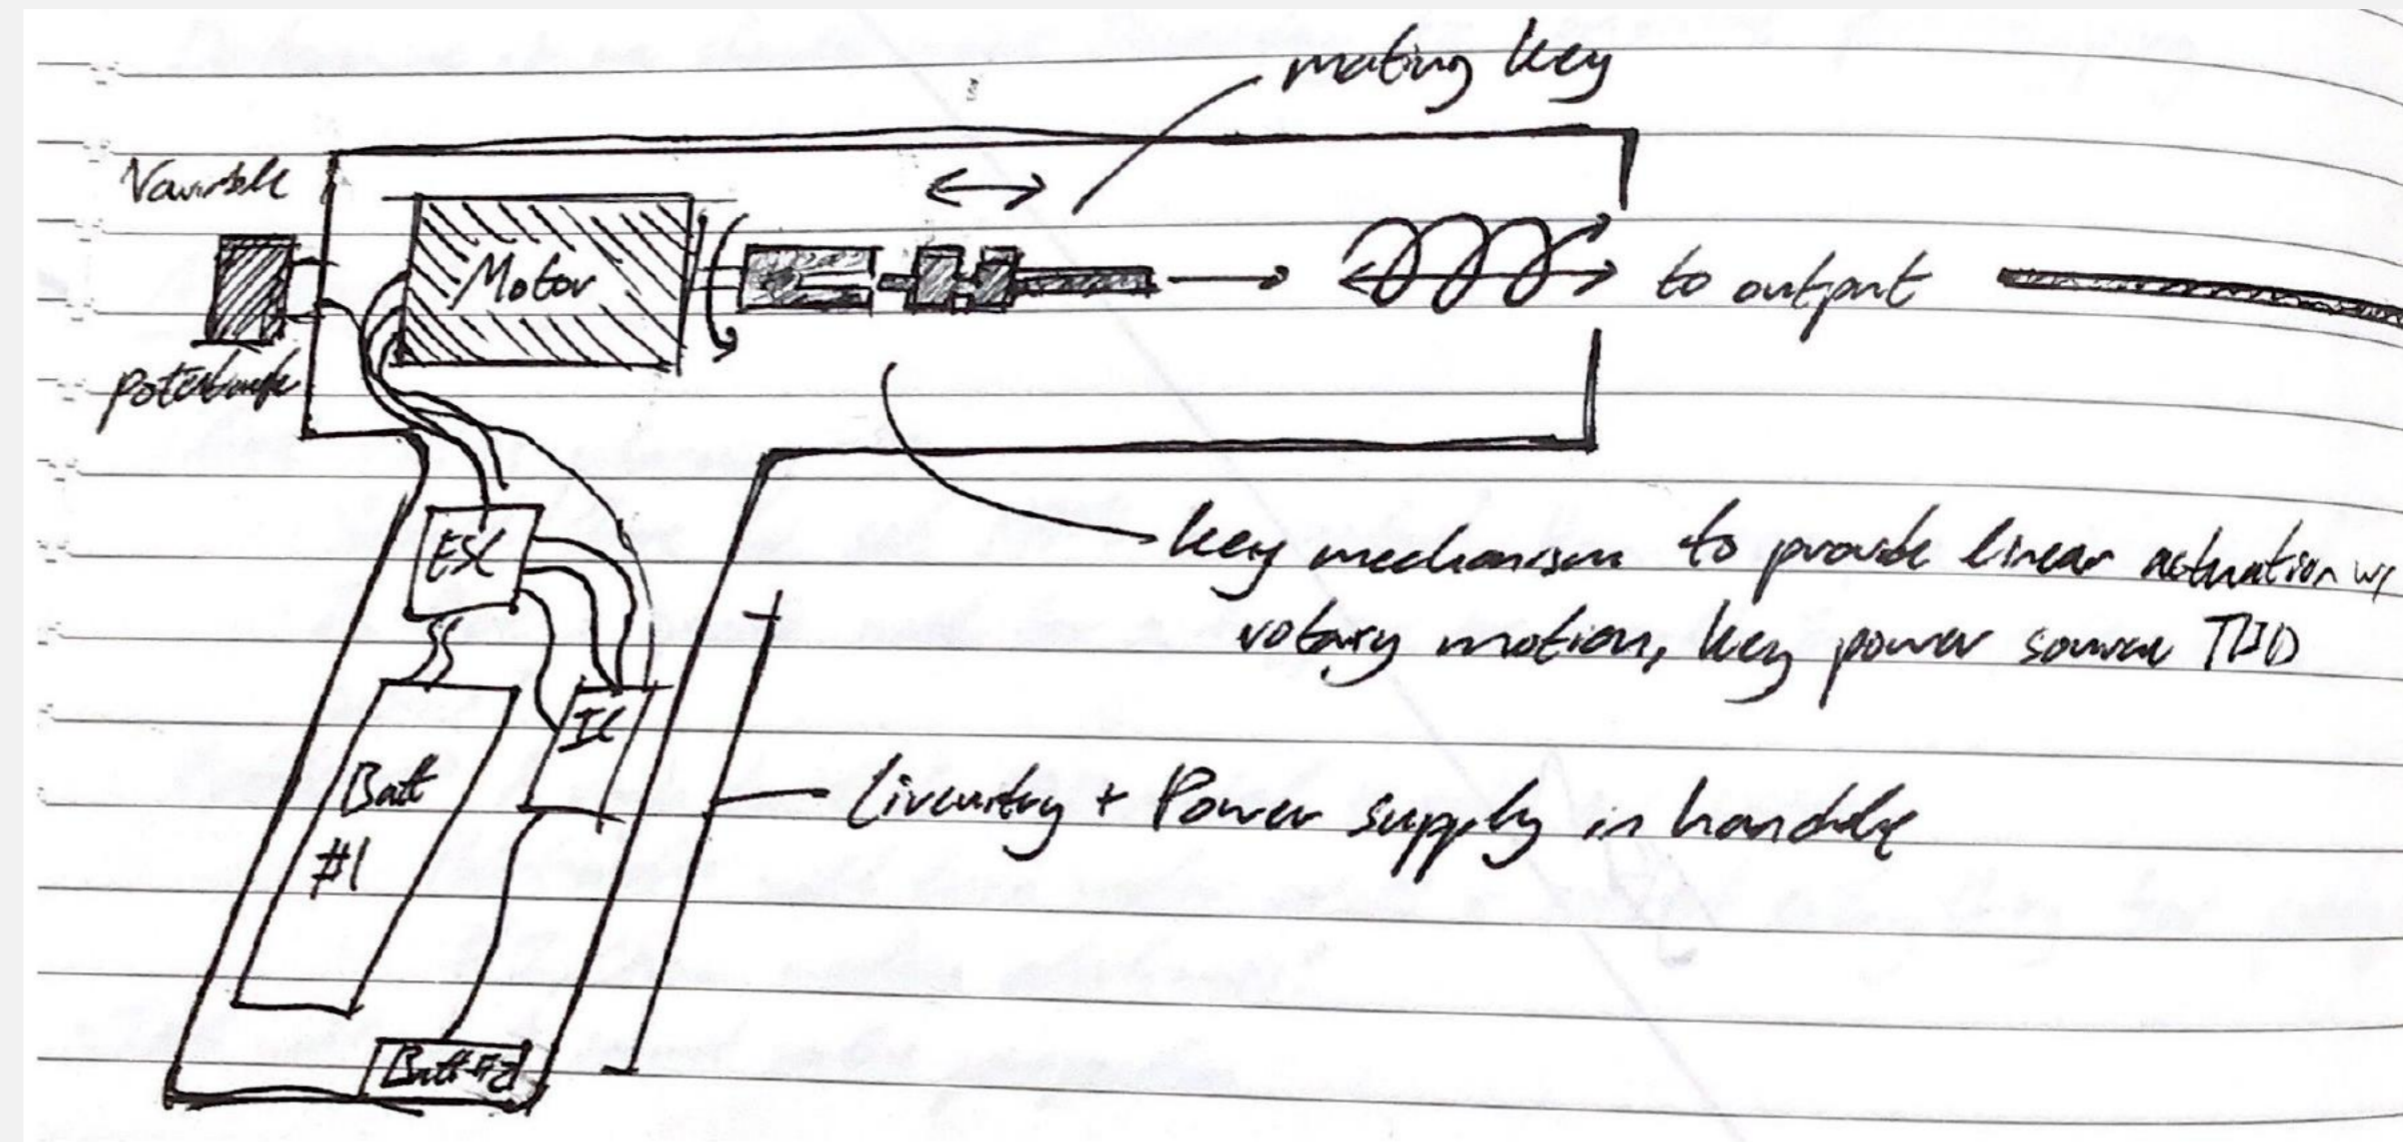 mating key
Variable
Motor
to output
key mechanism to provide linear actuation w/
rotary motion, key power source TBD
ESC
IC
Batt
#1
Circuitry + Power supply in handle
Batt #2